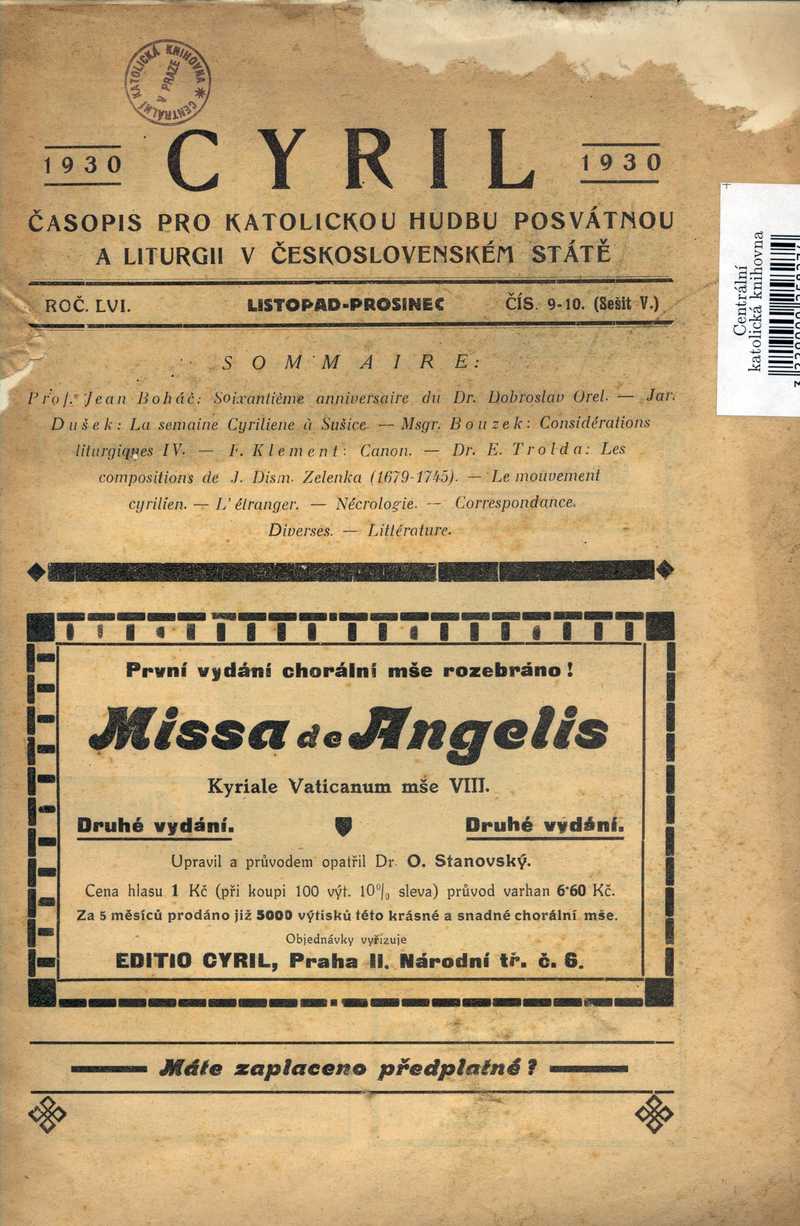 CENTRÁLNÍ KATOLICKÁ KNIHOVNA V PRAZE
1930 CYRIL 1930
ČASOPIS PRO KATOLICKOU HUDBU POSVÁTNOU
A LITURGII V ČESKOSLOVENSKÉM STÁTĚ
ROČ. LVI. LISTOPAD-PROSINEC ČÍS. 9-10. (Sešit V.)
SOMMAIRE:
Prof. Jean Boháč: Soixantième anniversaire du Dr. Dobroslav Orel. — Jar.
Dušek: La semaine Cyriliene à Sušice. — Msgr. Bouzek: Considérations
liturgiques IV. — F. Klement: Canon. — Dr. E. Trolda: Les
compositions de J. Dism. Zelenka (1679-1745). — Le mouvement
cyrilien. — L'étranger. — Nécrologie. — Correspondance.
Diverses. — Littérature.
První vydání chorální mše rozebráno!
Missa de Angelis
Kyriale Vaticanum mše VIII.
Druhé vydání. Druhé vydání.
Upravil a průvodem opatřil Dr. O. Stanovský.
Cena hlasu 1 Kč (při koupi 100 výt. 10% sleva) průvod varhan 6·60 Kč.
Za 5 měsíců prodáno již 5000 výtisků této krásné a snadné chorální mše.
Objednávky vyřizuje
EDITIO CYRIL, Praha II. Národní tř. č. 6.
Máte zaplaceno předplatné?
Centrální
katolická knihovna